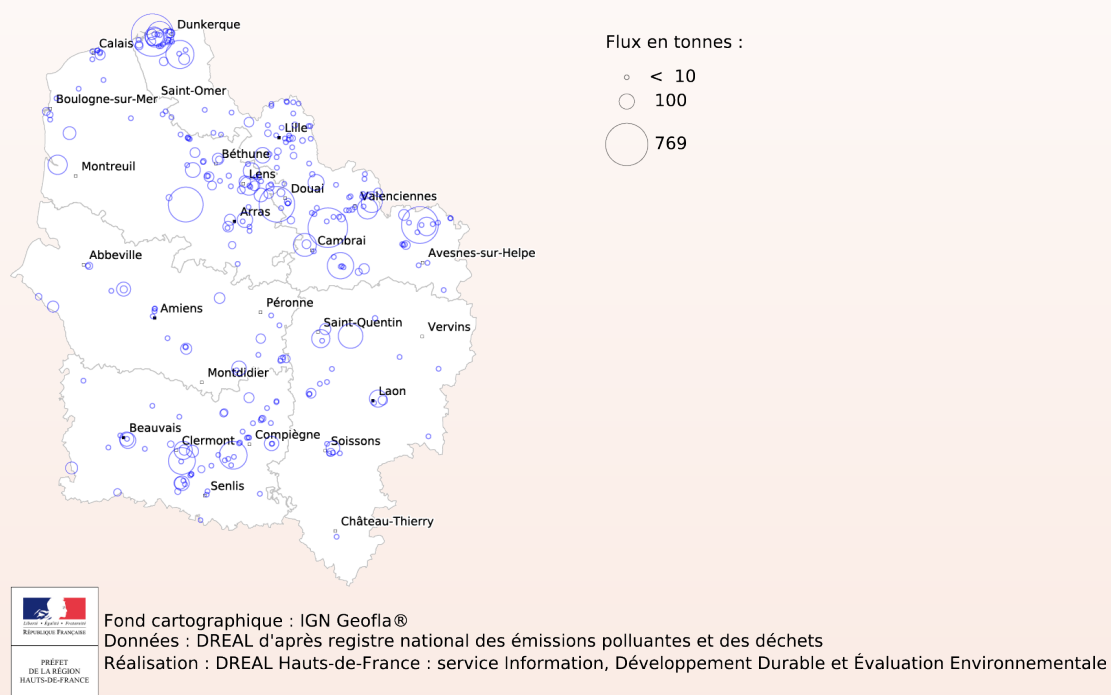 Dunkerque
Calais
Saint-Omer
Boulogne-sur-Mer
Lille
Béthune
Montreuil
Lens
Douai
Valenciennes
Arras
Cambrai
Avesnes-sur-Helpe
Abbeville
Péronne
Amiens
Saint-Quentin
Vervins
Montdidier
Laon
Beauvais
Compiègne
Clermont
Soissons
Senlis
Château-Thierry
Flux en tonnes :
< 10
100
769
Liberté • Égalité • Fraternité
RÉPUBLIQUE FRANÇAISE
PRÉFET
DE LA RÉGION
HAUTS-DE-FRANCE
Fond cartographique : IGN Geofla®
Données : DREAL d'après registre national des émissions polluantes et des déchets
Réalisation : DREAL Hauts-de-France : service Information, Développement Durable et Évaluation Environnementale